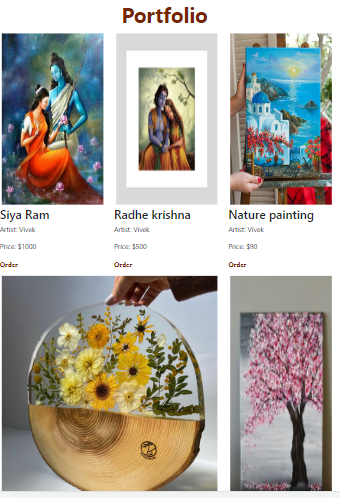 Portfolio
Siya Ram
Radhe krishna
Nature painting
Artist: Vivek
Artist: Vivek
Artist: Vivek
Price: $1000
Price: $500
Price: $90
Order
Order
Order